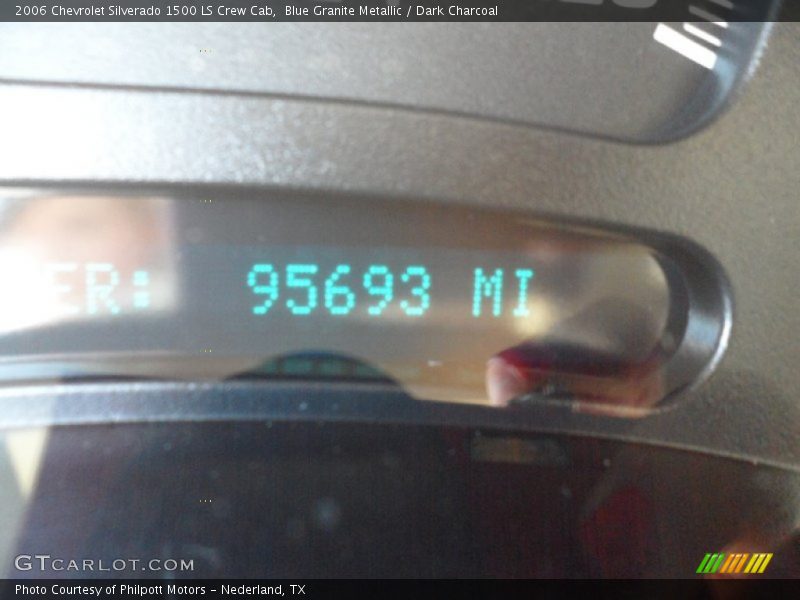 2006 Chevrolet Silverado 1500 LS Crew Cab,  Blue Granite Metallic / Dark Charcoal
ER:  95693 MI
GTCARLOT.COM
Photo Courtesy of Philpott Motors - Nederland, TX